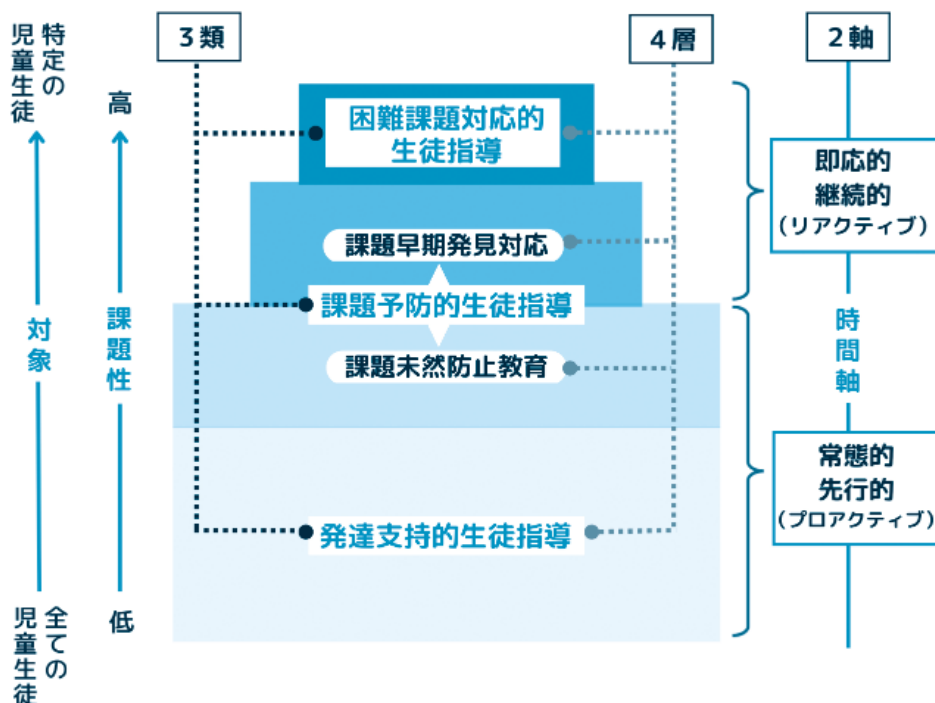 特定の
児童生徒
対象
全ての
児童生徒
高
課題性
低
3類
4層
2軸
困難課題対応的
生徒指導
課題早期発見対応
課題予防的生徒指導
課題未然防止教育
発達支持的生徒指導
即応的
継続的
(リアクティブ)
時間軸
常態的
先行的
(プロアクティブ)